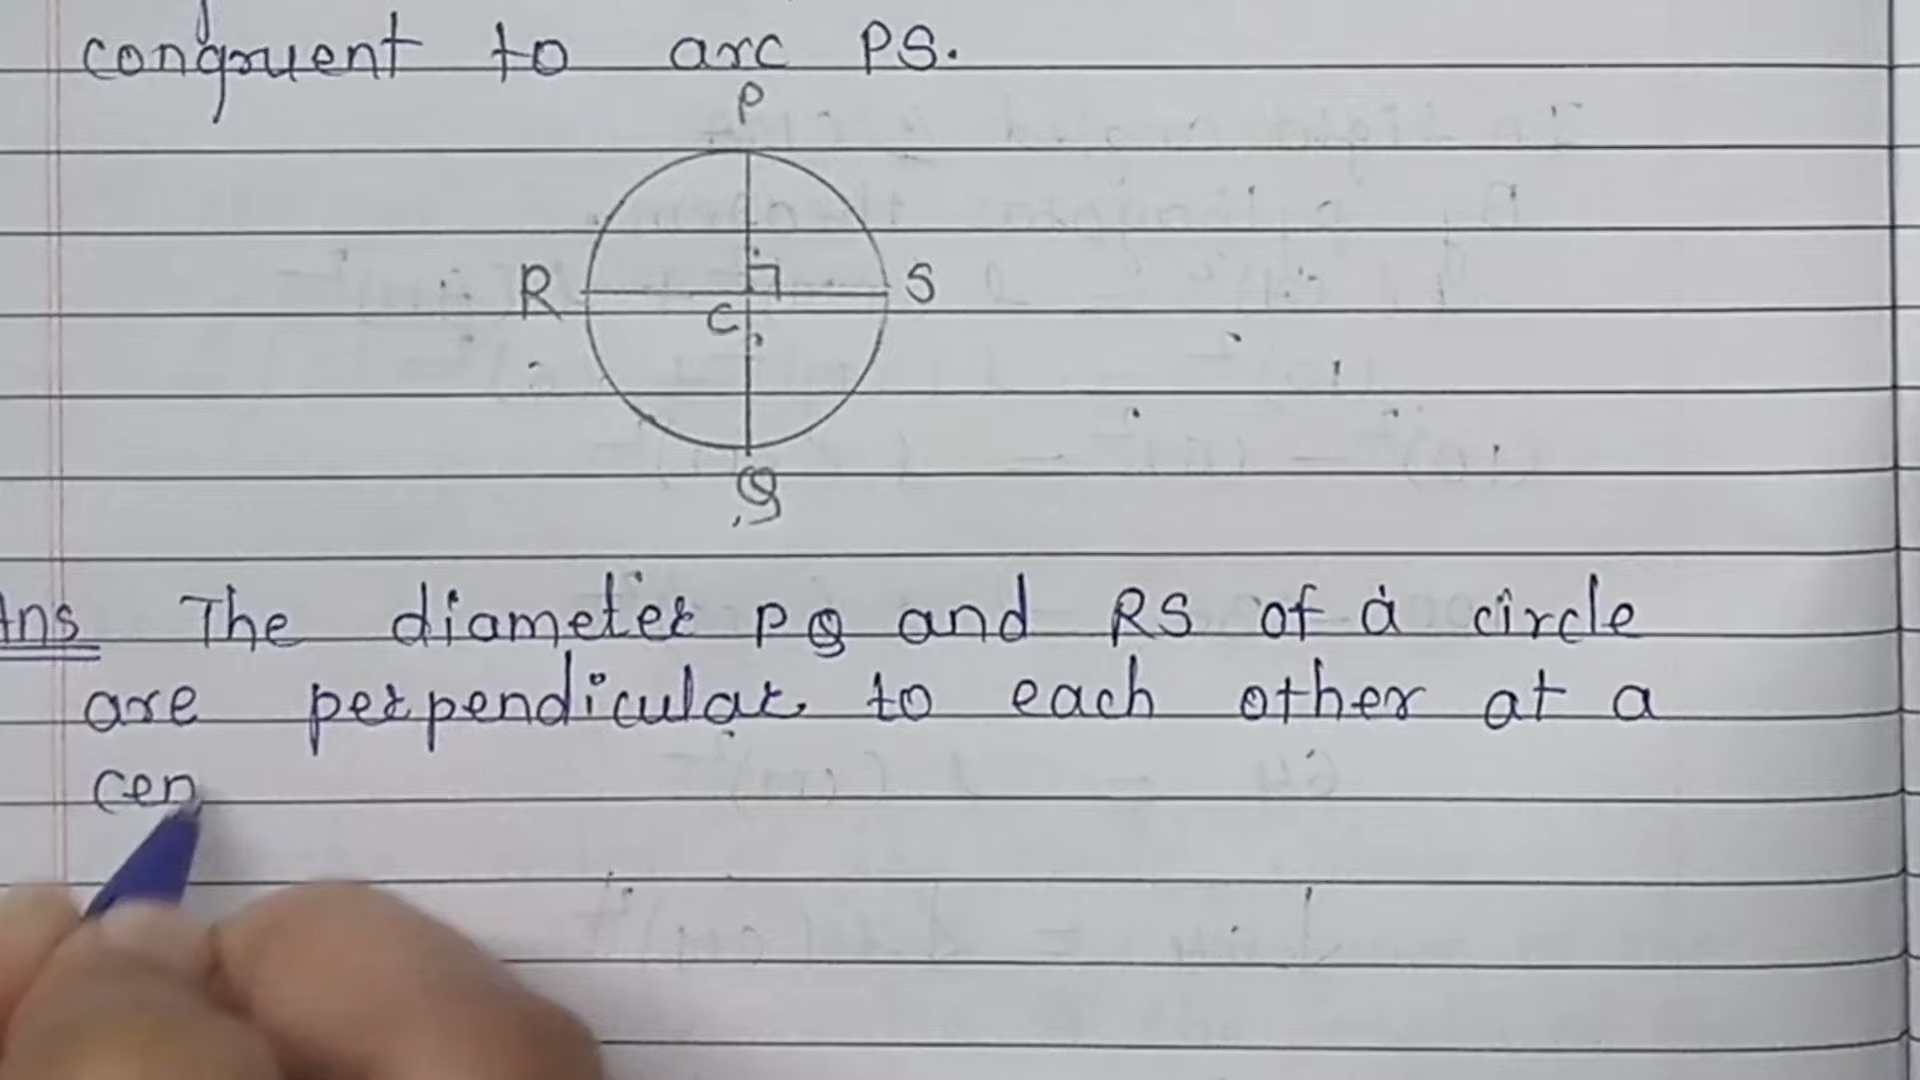 congruent to arc PS.
P
R
S
C
Q
Ans The diameter PQ and RS of a circle
are perpendicular to each other at a
cen